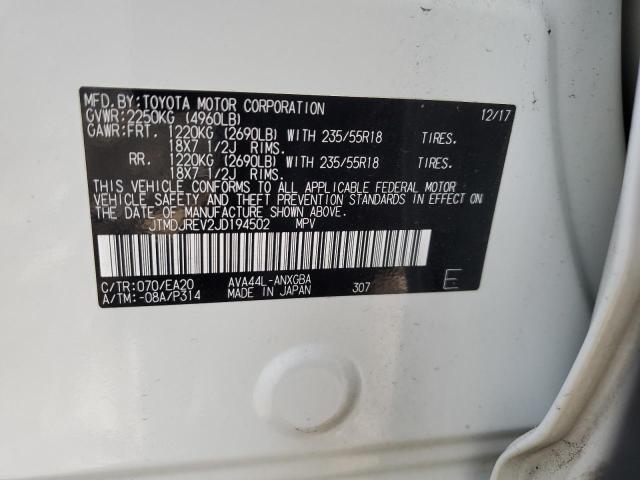 MFD.BY:TOYOTA MOTOR CORPORATION 12/17
GVWR:2250KG (4960LB)
GAWR:FRT. 1220KG (2690LB) WITH 235/55R18 TIRES.
18X7 1/2J RIMS.
RR. 1220KG (2690LB) WITH 235/55R18 TIRES.
18X7 1/2J RIMS.
THIS VEHICLE CONFORMS TO ALL APPLICABLE FEDERAL MOTOR
VEHICLE SAFETY AND THEFT PREVENTION STANDARDS IN EFFECT ON
THE DATE OF MANUFACTURE SHOWN ABOVE.
JTMDJREV2JD194502 MPV
C/TR:070/EA20 AVA44L-ANXGBA
A/TM:-08A/P314 MADE IN JAPAN 307 E